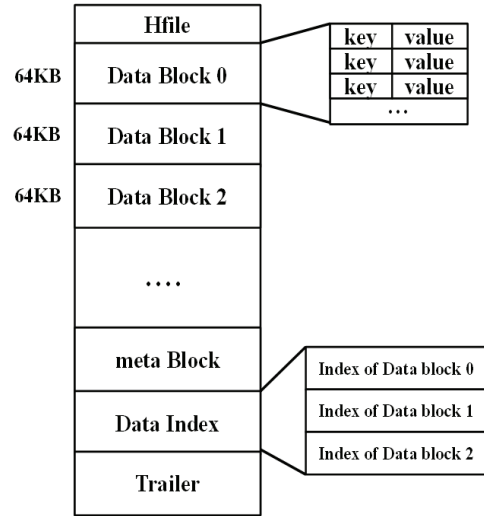 Hfile
64KB Data Block 0
64KB Data Block 1
64KB Data Block 2
....
meta Block
Data Index
Trailer
key value
key value
key value
...
Index of Data block 0
Index of Data block 1
Index of Data block 2